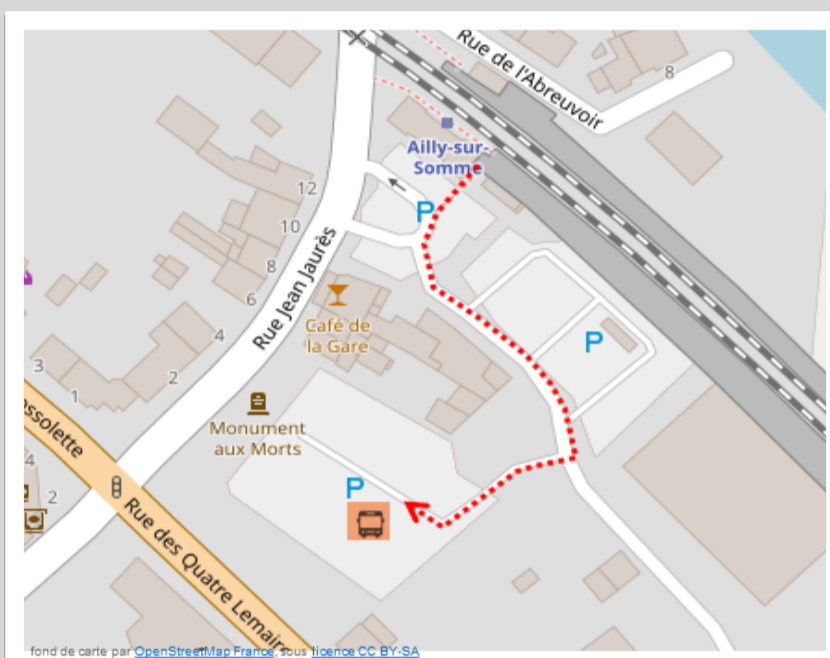 Rue de l'Abreuvoir
8
Ailly-sur-
Somme
P
12
10
8
6
4
2
Rue Jean Jaurès
Café de
la Gare
P
3
1
Monument
aux Morts
P
4
2
Rue des Quatre Lemair
fond de carte par OpenStreetMap France, sous licence CC BY-SA